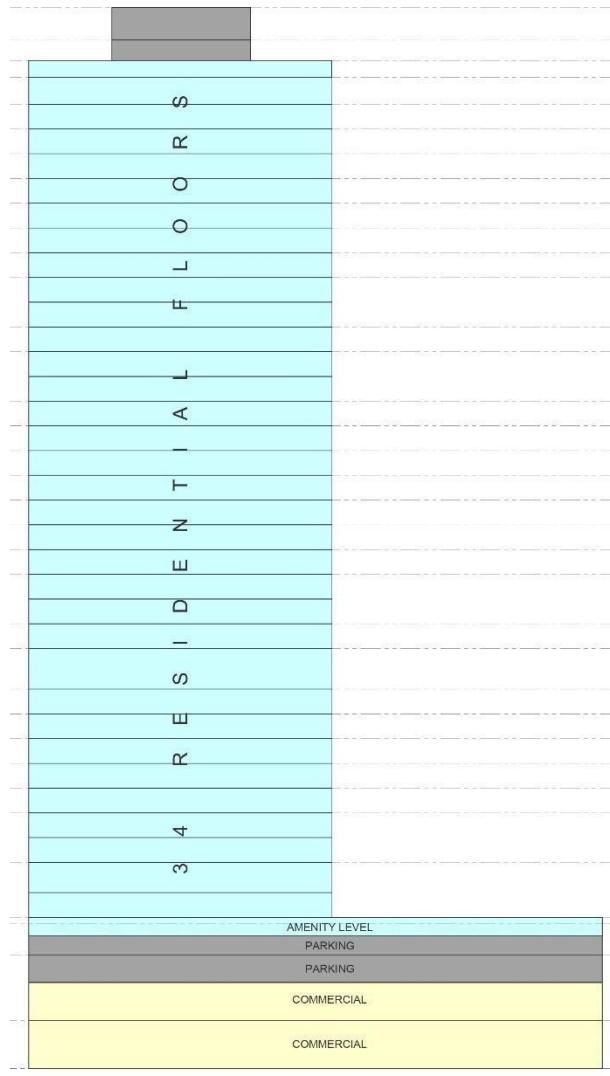 34 RESIDENTIAL FLOORS
AMENITY LEVEL
PARKING
PARKING
COMMERCIAL
COMMERCIAL